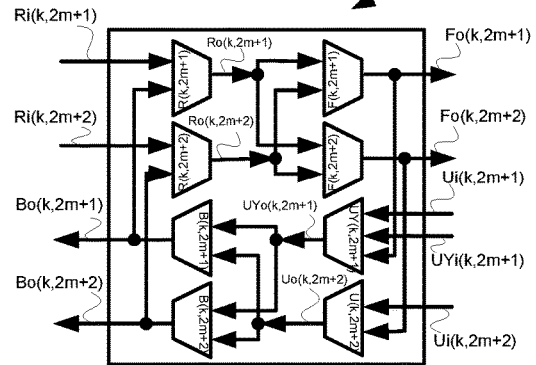 Ri(k,2m+1)
Ro(k,2m+1)
Fo(k,2m+1)
R(k,2m+1)
F(k,2m+1)
Ri(k,2m+2)
Ro(k,2m+2)
Fo(k,2m+2)
R(k,2m+2)
F(k,2m+2)
Ui(k,2m+1)
Bo(k,2m+1)
UYo(k,2m+1)
B(k,2m+1)
UY(k,2m+1)
UYi(k,2m+1)
Bo(k,2m+2)
Uo(k,2m+2)
B(k,2m+2)
U(k,2m+2)
Ui(k,2m+2)